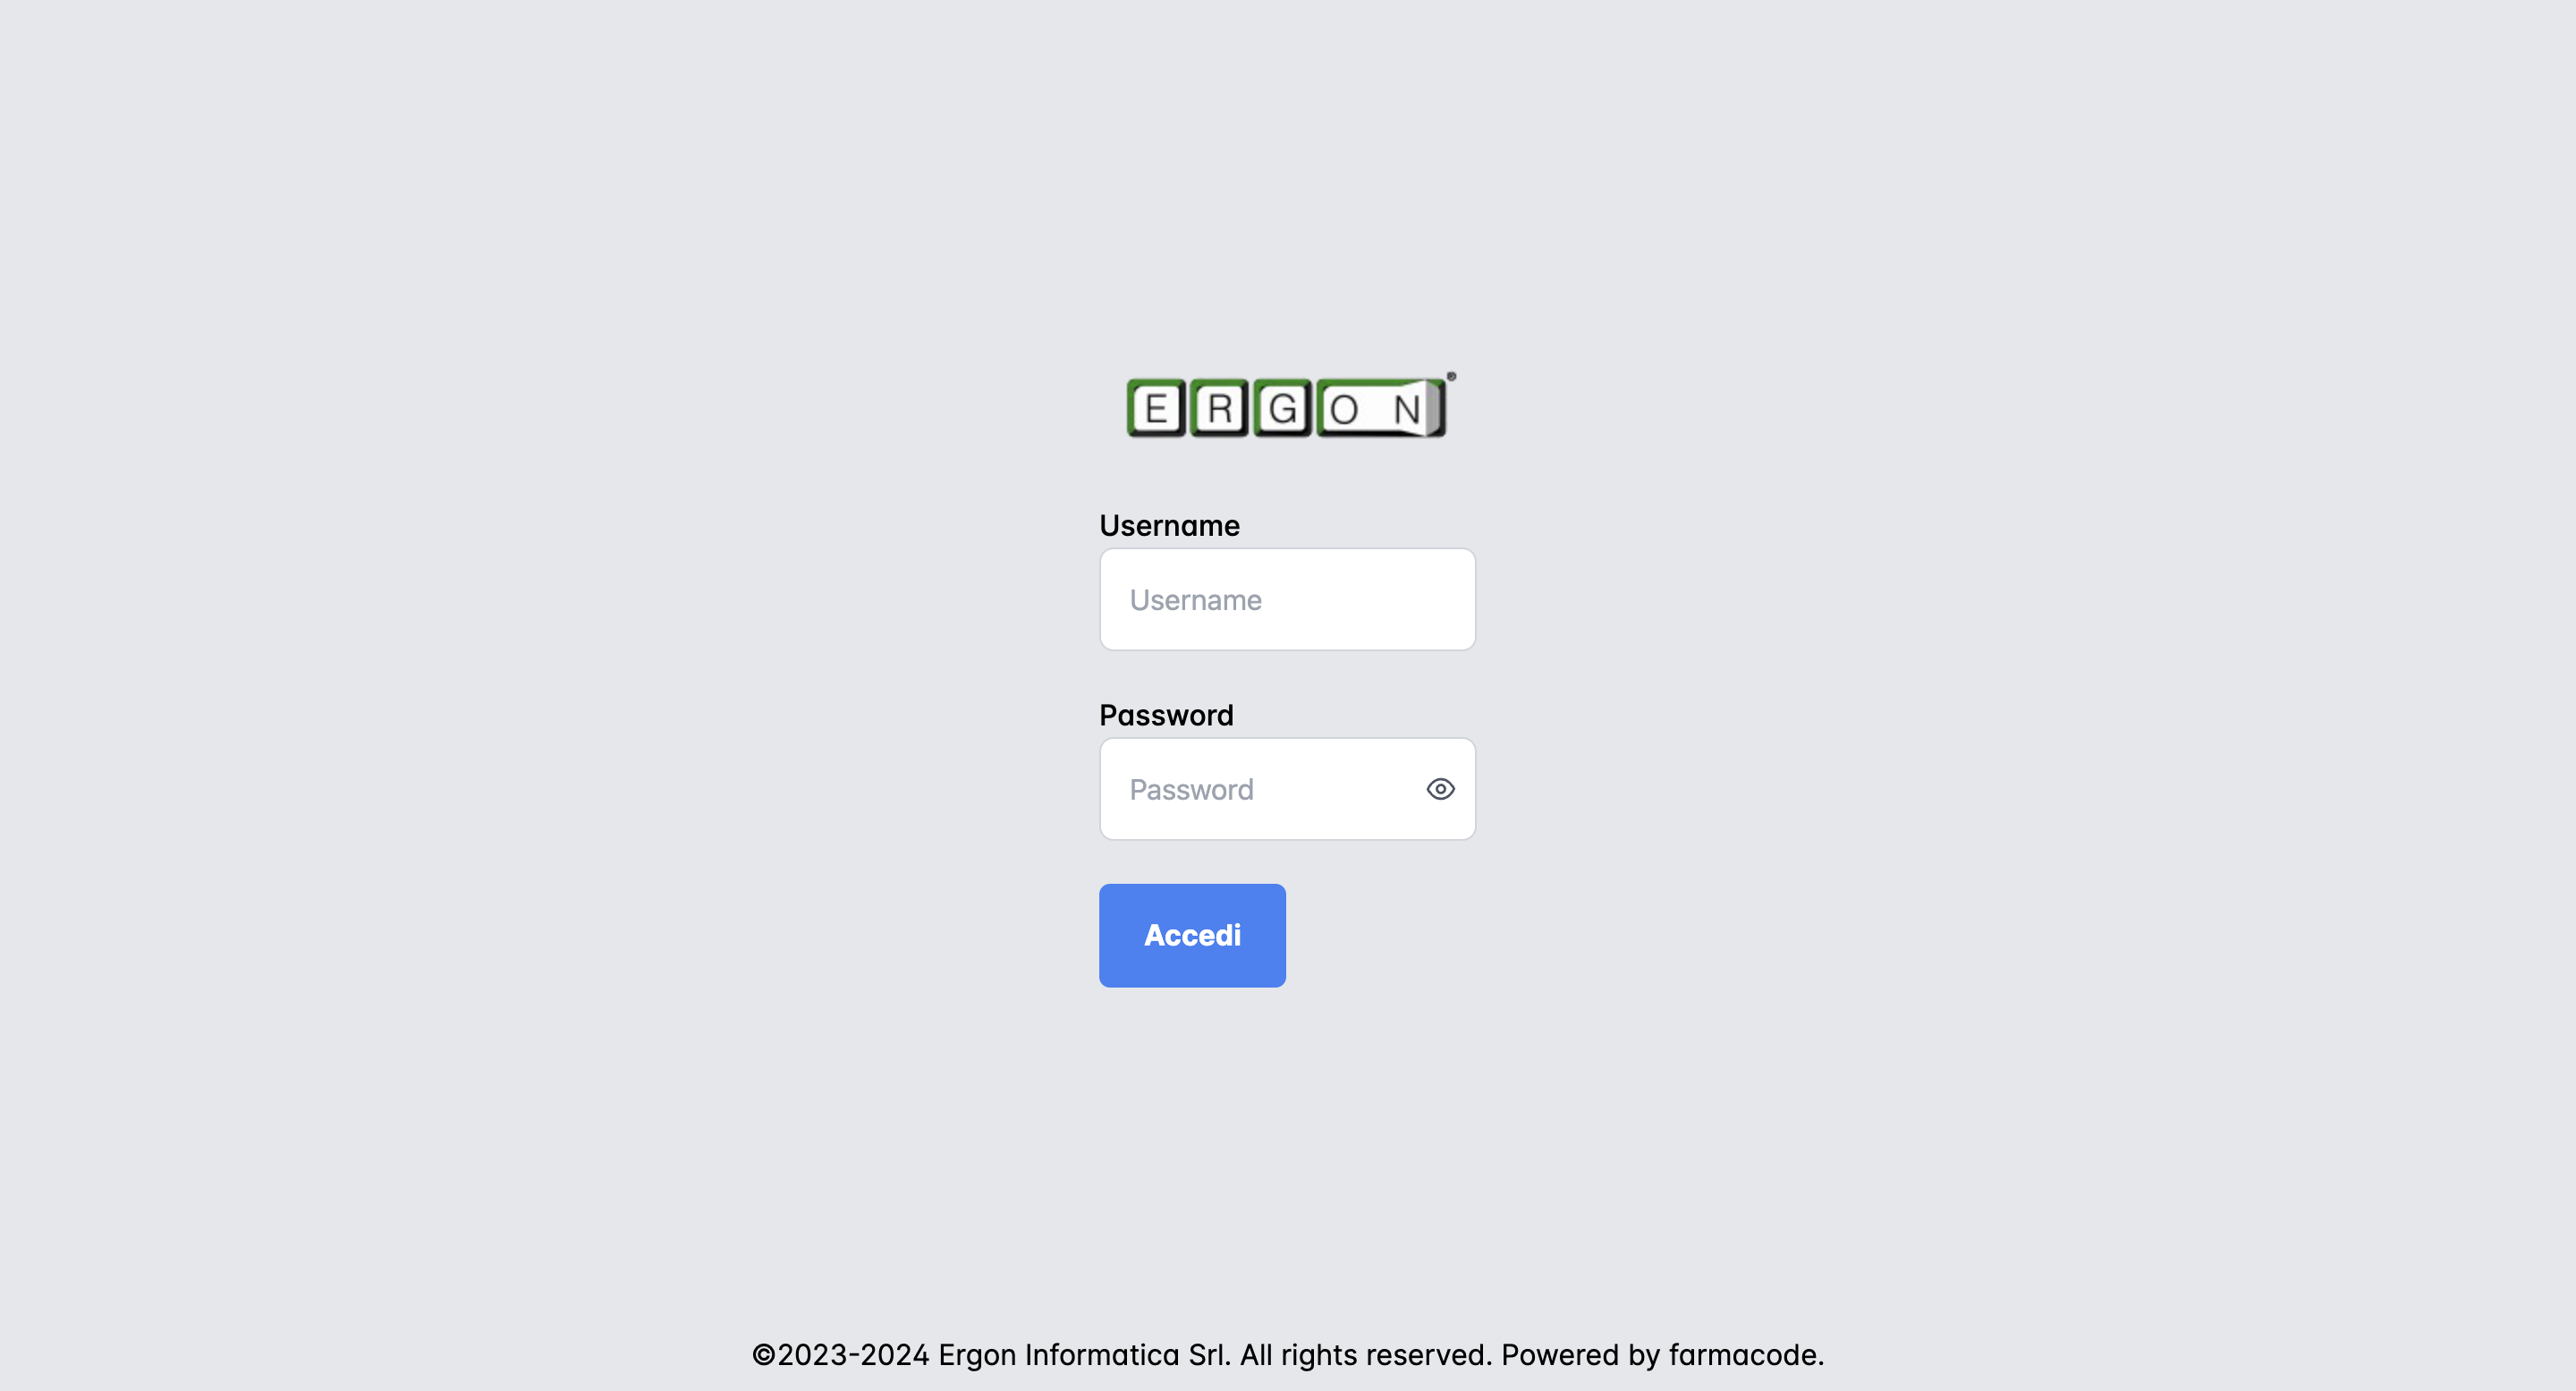 ERGON
Username
Username
Password
Password
Accedi
©2023-2024 Ergon Informatica Srl. All rights reserved. Powered by farmacode.